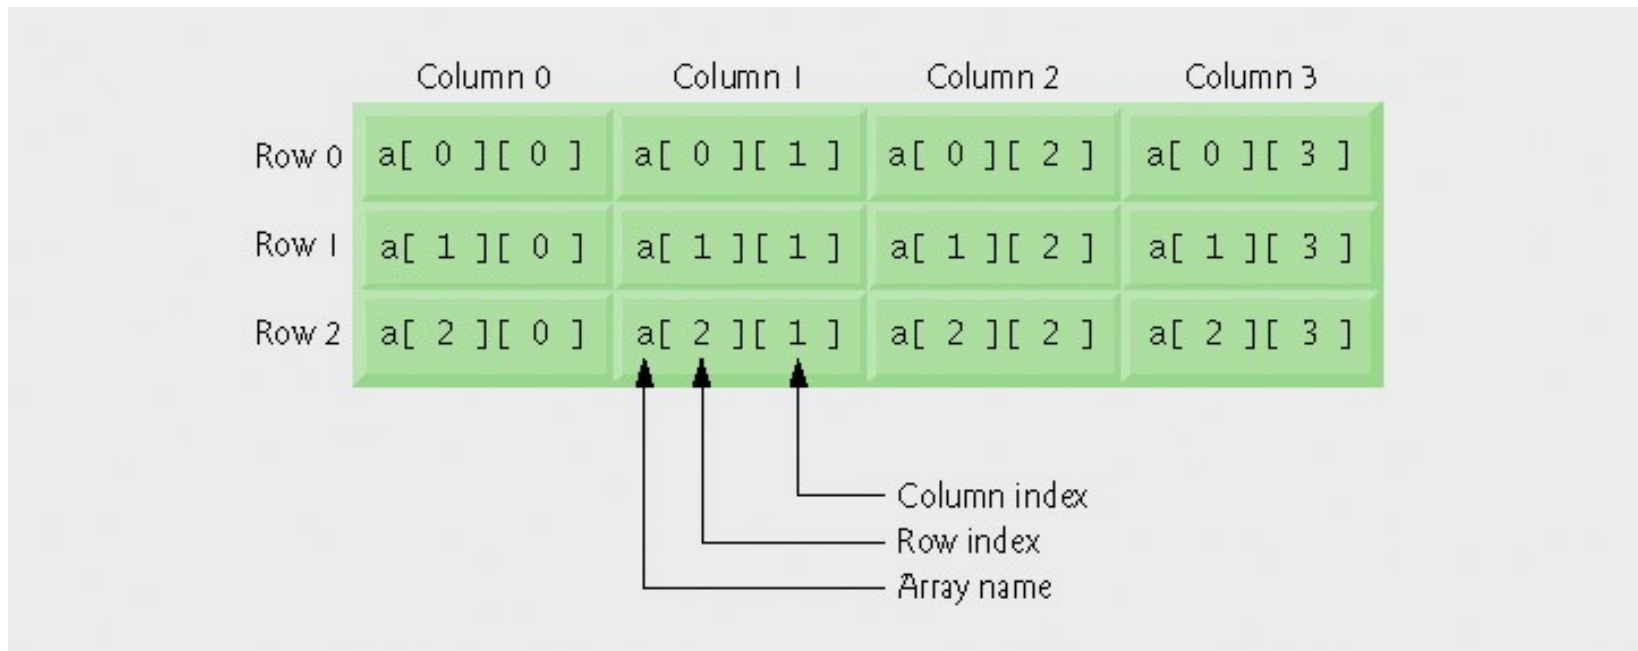 Column 0 Column 1 Column 2 Column 3
Row 0 a[ 0 ][ 0 ] a[ 0 ][ 1 ] a[ 0 ][ 2 ] a[ 0 ][ 3 ]
Row 1 a[ 1 ][ 0 ] a[ 1 ][ 1 ] a[ 1 ][ 2 ] a[ 1 ][ 3 ]
Row 2 a[ 2 ][ 0 ] a[ 2 ][ 1 ] a[ 2 ][ 2 ] a[ 2 ][ 3 ]
Column index
Row index
Array name